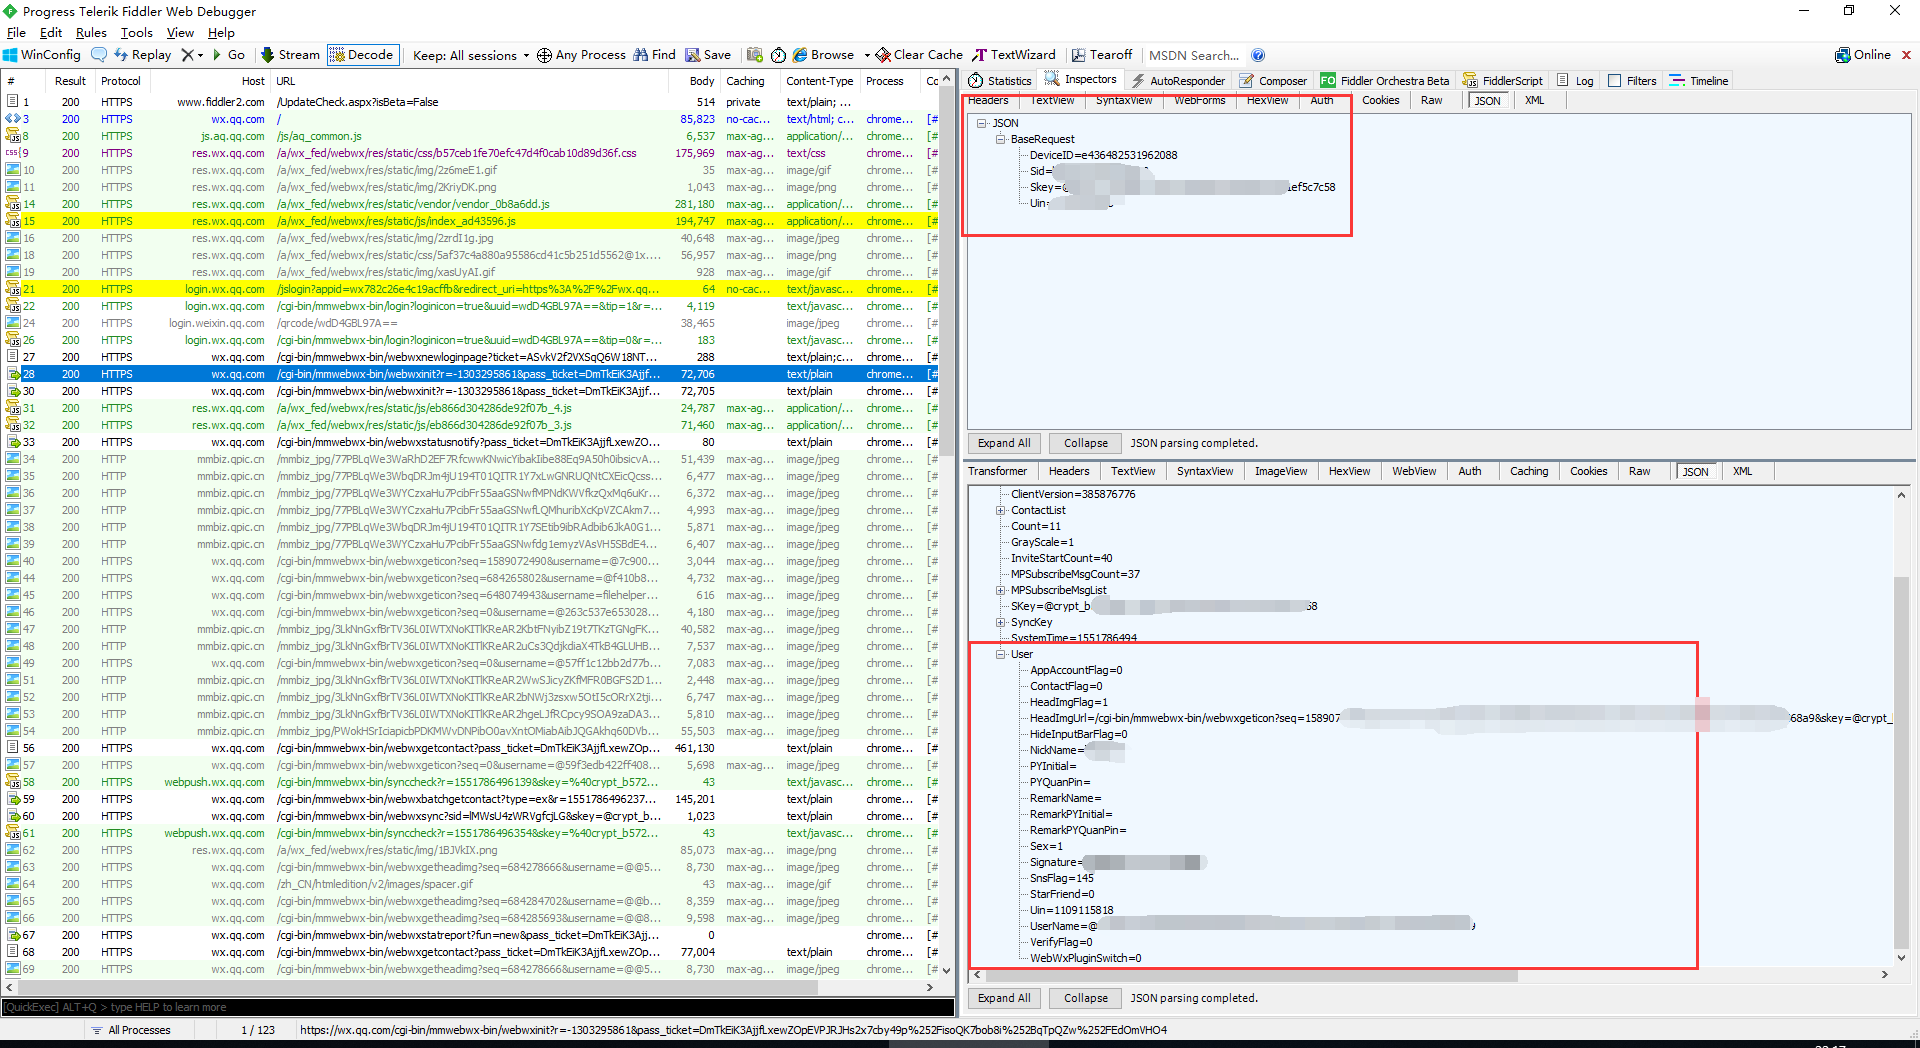 Progress Telerik Fiddler Web Debugger
File Edit Rules Tools View Help
WinConfig Replay Go Stream Decode Keep: All sessions Any Process Find Save Browse Clear Cache TextWizard Tearoff MSDN Search... Online
# Result Protocol Host URL Body Caching Content-Type Process Co
1 200 HTTPS www.fiddler2.com /UpdateCheck.aspx?isBeta=False 514 private text/plain; ...
3 200 HTTPS wx.qq.com / 85,823 no-cac... text/html; c... chrome... [#
8 200 HTTPS js.aq.qq.com /js/aq_common.js 6,537 max-ag... application/... chrome... [#
9 200 HTTPS res.wx.qq.com /a/wx_fed/webwx/res/static/css/b57ceb1fe70efc47d4f0cab10d89d36f.css 175,969 max-ag... text/css chrome... [#
10 200 HTTPS res.wx.qq.com /a/wx_fed/webwx/res/static/img/2z6meE1.gif 35 max-ag... image/gif chrome... [#
11 200 HTTPS res.wx.qq.com /a/wx_fed/webwx/res/static/img/2KriyDK.png 1,043 max-ag... image/png chrome... [#
14 200 HTTPS res.wx.qq.com /a/wx_fed/webwx/res/static/vendor/vendor_0b8a6dd.js 281,180 max-ag... application/... chrome... [#
15 200 HTTPS res.wx.qq.com /a/wx_fed/webwx/res/static/js/index_ad43596.js 194,747 max-ag... application/... chrome... [#
16 200 HTTPS res.wx.qq.com /a/wx_fed/webwx/res/static/img/2zrdI1g.jpg 40,648 max-ag... image/jpeg chrome... [#
18 200 HTTPS res.wx.qq.com /a/wx_fed/webwx/res/static/css/5af37c4a880a95586cd41c5b251d5562@1x.... 56,957 max-ag... image/png chrome... [#
19 200 HTTPS res.wx.qq.com /a/wx_fed/webwx/res/static/img/xasUyAI.gif 928 max-ag... image/gif chrome... [#
21 200 HTTPS login.wx.qq.com /jslogin?appid=wx782c26e4c19acffb&redirect_uri=https%3A%2F%2Fwx.qq... 64 no-cac... text/javasc... chrome... [#
22 200 HTTPS login.wx.qq.com /cgi-bin/mmwebwx-bin/login?loginicon=true&uuid=wdD4GBL97A==&tip=1&r=... 4,119 text/javasc... chrome... [#
24 200 HTTPS login.weixin.qq.com /qrcode/wdD4GBL97A== 38,465 image/jpeg chrome... [#
26 200 HTTPS login.wx.qq.com /cgi-bin/mmwebwx-bin/login?loginicon=true&uuid=wdD4GBL97A==&tip=0&r=... 183 text/javasc... chrome... [#
27 200 HTTPS wx.qq.com /cgi-bin/mmwebwx-bin/webwxnewloginpage?ticket=ASvkV2f2VXSqQ6W18NT... 288 text/plain;c... chrome... [#
28 200 HTTPS wx.qq.com /cgi-bin/mmwebwx-bin/webwxinit?r=-1303295861&pass_ticket=DmTkEiK3Ajjf... 72,706 text/plain chrome... [#
30 200 HTTPS wx.qq.com /cgi-bin/mmwebwx-bin/webwxinit?r=-1303295861&pass_ticket=DmTkEiK3Ajjf... 72,705 text/plain chrome... [#
31 200 HTTPS res.wx.qq.com /a/wx_fed/webwx/res/static/js/eb866d304286de92f07b_4.js 24,787 max-ag... application/... chrome... [#
32 200 HTTPS res.wx.qq.com /a/wx_fed/webwx/res/static/js/eb866d304286de92f07b_3.js 71,460 max-ag... application/... chrome... [#
33 200 HTTPS wx.qq.com /cgi-bin/mmwebwx-bin/webwxstatusnotify?pass_ticket=DmTkEiK3AjjfLxewZO... 80 text/plain chrome... [#
34 200 HTTP mmbiz.qpic.cn /mmbiz_jpg/77PBLqWe3WaRhD2EF7RfcwwKNwicYibakIibe88Eq9A50h0ibsicvA... 51,439 max-ag... image/jpeg chrome... [#
35 200 HTTP mmbiz.qpic.cn /mmbiz_jpg/77PBLqWe3WbqDRJm4jU194T01QITR1Y7xLwGNRUQNtCXEicQcss... 6,477 max-ag... image/jpeg chrome... [#
36 200 HTTP mmbiz.qpic.cn /mmbiz_jpg/77PBLqWe3WYCzxaHu7PcibFr55aaGSNwfMPNdKWVfkzQxMq6uKr... 6,372 max-ag... image/jpeg chrome... [#
37 200 HTTP mmbiz.qpic.cn /mmbiz_jpg/77PBLqWe3WYCzxaHu7PcibFr55aaGSNwfLQMhuribXcKpVZCAkm7... 4,993 max-ag... image/jpeg chrome... [#
38 200 HTTP mmbiz.qpic.cn /mmbiz_jpg/77PBLqWe3WbqDRJm4jU194T01QITR1Y7SEtib9ibRAdbib6JkA0G1... 5,871 max-ag... image/jpeg chrome... [#
39 200 HTTP mmbiz.qpic.cn /mmbiz_jpg/77PBLqWe3WYCzxaHu7PcibFr55aaGSNwfdg1emyzVAsVH5SBdE4... 6,407 max-ag... image/jpeg chrome... [#
40 200 HTTPS wx.qq.com /cgi-bin/mmwebwx-bin/webwxgeticon?seq=1589072490&username=@7c900... 3,044 max-ag... image/jpeg chrome... [#
44 200 HTTPS wx.qq.com /cgi-bin/mmwebwx-bin/webwxgeticon?seq=684265802&username=@f410b8... 4,732 max-ag... image/jpeg chrome... [#
45 200 HTTPS wx.qq.com /cgi-bin/mmwebwx-bin/webwxgeticon?seq=648074943&username=filehelper... 616 max-ag... image/jpeg chrome... [#
46 200 HTTPS wx.qq.com /cgi-bin/mmwebwx-bin/webwxgeticon?seq=0&username=@263c537e653028... 4,180 max-ag... image/jpeg chrome... [#
47 200 HTTP mmbiz.qpic.cn /mmbiz_jpg/3LkNnGxfBrTV36L0IWTXNoKITlKReAR2KbtFNyibZ19t7TKzTGNgFK... 40,582 max-ag... image/jpeg chrome... [#
48 200 HTTP mmbiz.qpic.cn /mmbiz_jpg/3LkNnGxfBrTV36L0IWTXNoKITlKReAR2uCs3QdjkdiaX4TkB4GLUHB... 7,537 max-ag... image/jpeg chrome... [#
49 200 HTTPS wx.qq.com /cgi-bin/mmwebwx-bin/webwxgeticon?seq=0&username=@57ff1c12bb2d77b... 7,083 max-ag... image/jpeg chrome... [#
51 200 HTTP mmbiz.qpic.cn /mmbiz_jpg/3LkNnGxfBrTV36L0IWTXNoKITlKReAR2WwSJicyZKfMFR0BGFS2D1... 2,448 max-ag... image/jpeg chrome... [#
52 200 HTTP mmbiz.qpic.cn /mmbiz_jpg/3LkNnGxfBrTV36L0IWTXNoKITlKReAR2bNWj3zsxw5OtI5cORrX2tji... 6,747 max-ag... image/jpeg chrome... [#
53 200 HTTP mmbiz.qpic.cn /mmbiz_jpg/3LkNnGxfBrTV36L0IWTXNoKITlKReAR2hgeLJfRCpcy9SOA9zaDA3... 5,810 max-ag... image/jpeg chrome... [#
54 200 HTTP mmbiz.qpic.cn /mmbiz_jpg/PWokHSrIciapicbPDKMWvDNPibO0avXntOMiabAibJQGAkhq60DVb... 55,503 max-ag... image/jpeg chrome... [#
56 200 HTTPS wx.qq.com /cgi-bin/mmwebwx-bin/webwxgetcontact?pass_ticket=DmTkEiK3AjjfLxewZOp... 461,130 text/plain chrome... [#
57 200 HTTPS wx.qq.com /cgi-bin/mmwebwx-bin/webwxgeticon?seq=0&username=@59f3edb422ff408... 5,698 max-ag... image/jpeg chrome... [#
58 200 HTTPS webpush.wx.qq.com /cgi-bin/mmwebwx-bin/synccheck?r=1551786496139&skey=%40crypt_b572... 43 text/javasc... chrome... [#
59 200 HTTPS wx.qq.com /cgi-bin/mmwebwx-bin/webwxbatchgetcontact?type=ex&r=1551786496237... 145,201 text/plain chrome... [#
60 200 HTTPS wx.qq.com /cgi-bin/mmwebwx-bin/webwxsync?sid=lMWsU4zWRVgfcjLG&skey=@crypt_b... 1,023 text/plain chrome... [#
61 200 HTTPS webpush.wx.qq.com /cgi-bin/mmwebwx-bin/synccheck?r=1551786496354&skey=%40crypt_b572... 43 text/javasc... chrome... [#
62 200 HTTPS res.wx.qq.com /a/wx_fed/webwx/res/static/img/1BJVkIX.png 85,073 max-ag... image/png chrome... [#
63 200 HTTPS wx.qq.com /cgi-bin/mmwebwx-bin/webwxgetheadimg?seq=684278666&username=@@5... 8,730 max-ag... image/jpeg chrome... [#
64 200 HTTPS wx.qq.com /zh_CN/htmledition/v2/images/spacer.gif 43 max-ag... image/gif chrome... [#
65 200 HTTPS wx.qq.com /cgi-bin/mmwebwx-bin/webwxgetheadimg?seq=684284702&username=@@b... 8,359 max-ag... image/jpeg chrome... [#
66 200 HTTPS wx.qq.com /cgi-bin/mmwebwx-bin/webwxgetheadimg?seq=684285693&username=@@8... 9,598 max-ag... image/jpeg chrome... [#
67 200 HTTPS wx.qq.com /cgi-bin/mmwebwx-bin/webwxstatreport?fun=new&pass_ticket=DmTkEiK3Ajjf... 0 chrome... [#
68 200 HTTPS wx.qq.com /cgi-bin/mmwebwx-bin/webwxgetcontact?pass_ticket=DmTkEiK3AjjfLxewZOp... 77,004 text/plain chrome... [#
69 200 HTTPS wx.qq.com /cgi-bin/mmwebwx-bin/webwxgetheadimg?seq=684278666&username=@@5... 8,730 max-ag... image/jpeg chrome... [#
[QuickExec] ALT+Q > type HELP to learn more
Statistics Inspectors AutoResponder Composer FO Fiddler Orchestra Beta FiddlerScript Log Filters Timeline
Headers TextView SyntaxView WebForms HexView Auth Cookies Raw JSON XML
JSON
BaseRequest
DeviceID=e436482531962088
Sid=
Skey=@ 1ef5c7c58
Uin=
Expand All Collapse JSON parsing completed.
Transformer Headers TextView SyntaxView ImageView HexView WebView Auth Caching Cookies Raw JSON XML
ClientVersion=385876776
ContactList
Count=11
GrayScale=1
InviteStartCount=40
MPSubscribeMsgCount=37
MPSubscribeMsgList
SKey=@crypt_b 58
SyncKey
SystemTime=1551786494
User
AppAccountFlag=0
ContactFlag=0
HeadImgFlag=1
HeadImgUrl=/cgi-bin/mmwebwx-bin/webwxgeticon?seq=158907 68a9&skey=@crypt_b
HideInputBarFlag=0
NickName=
PYInitial=
PYQuanPin=
RemarkName=
RemarkPYInitial=
RemarkPYQuanPin=
Sex=1
Signature=
SnsFlag=145
StarFriend=0
Uin=1109115818
UserName=@ 9
VerifyFlag=0
WebWxPluginSwitch=0
Expand All Collapse JSON parsing completed.
All Processes 1 / 123 https://wx.qq.com/cgi-bin/mmwebwx-bin/webwxinit?r=-1303295861&pass_ticket=DmTkEiK3AjjfLxewZOpEVPJRJHs2x7cby49p%252FisoQK7bob8i%252BqTpQZw%252FEdOmVHO4